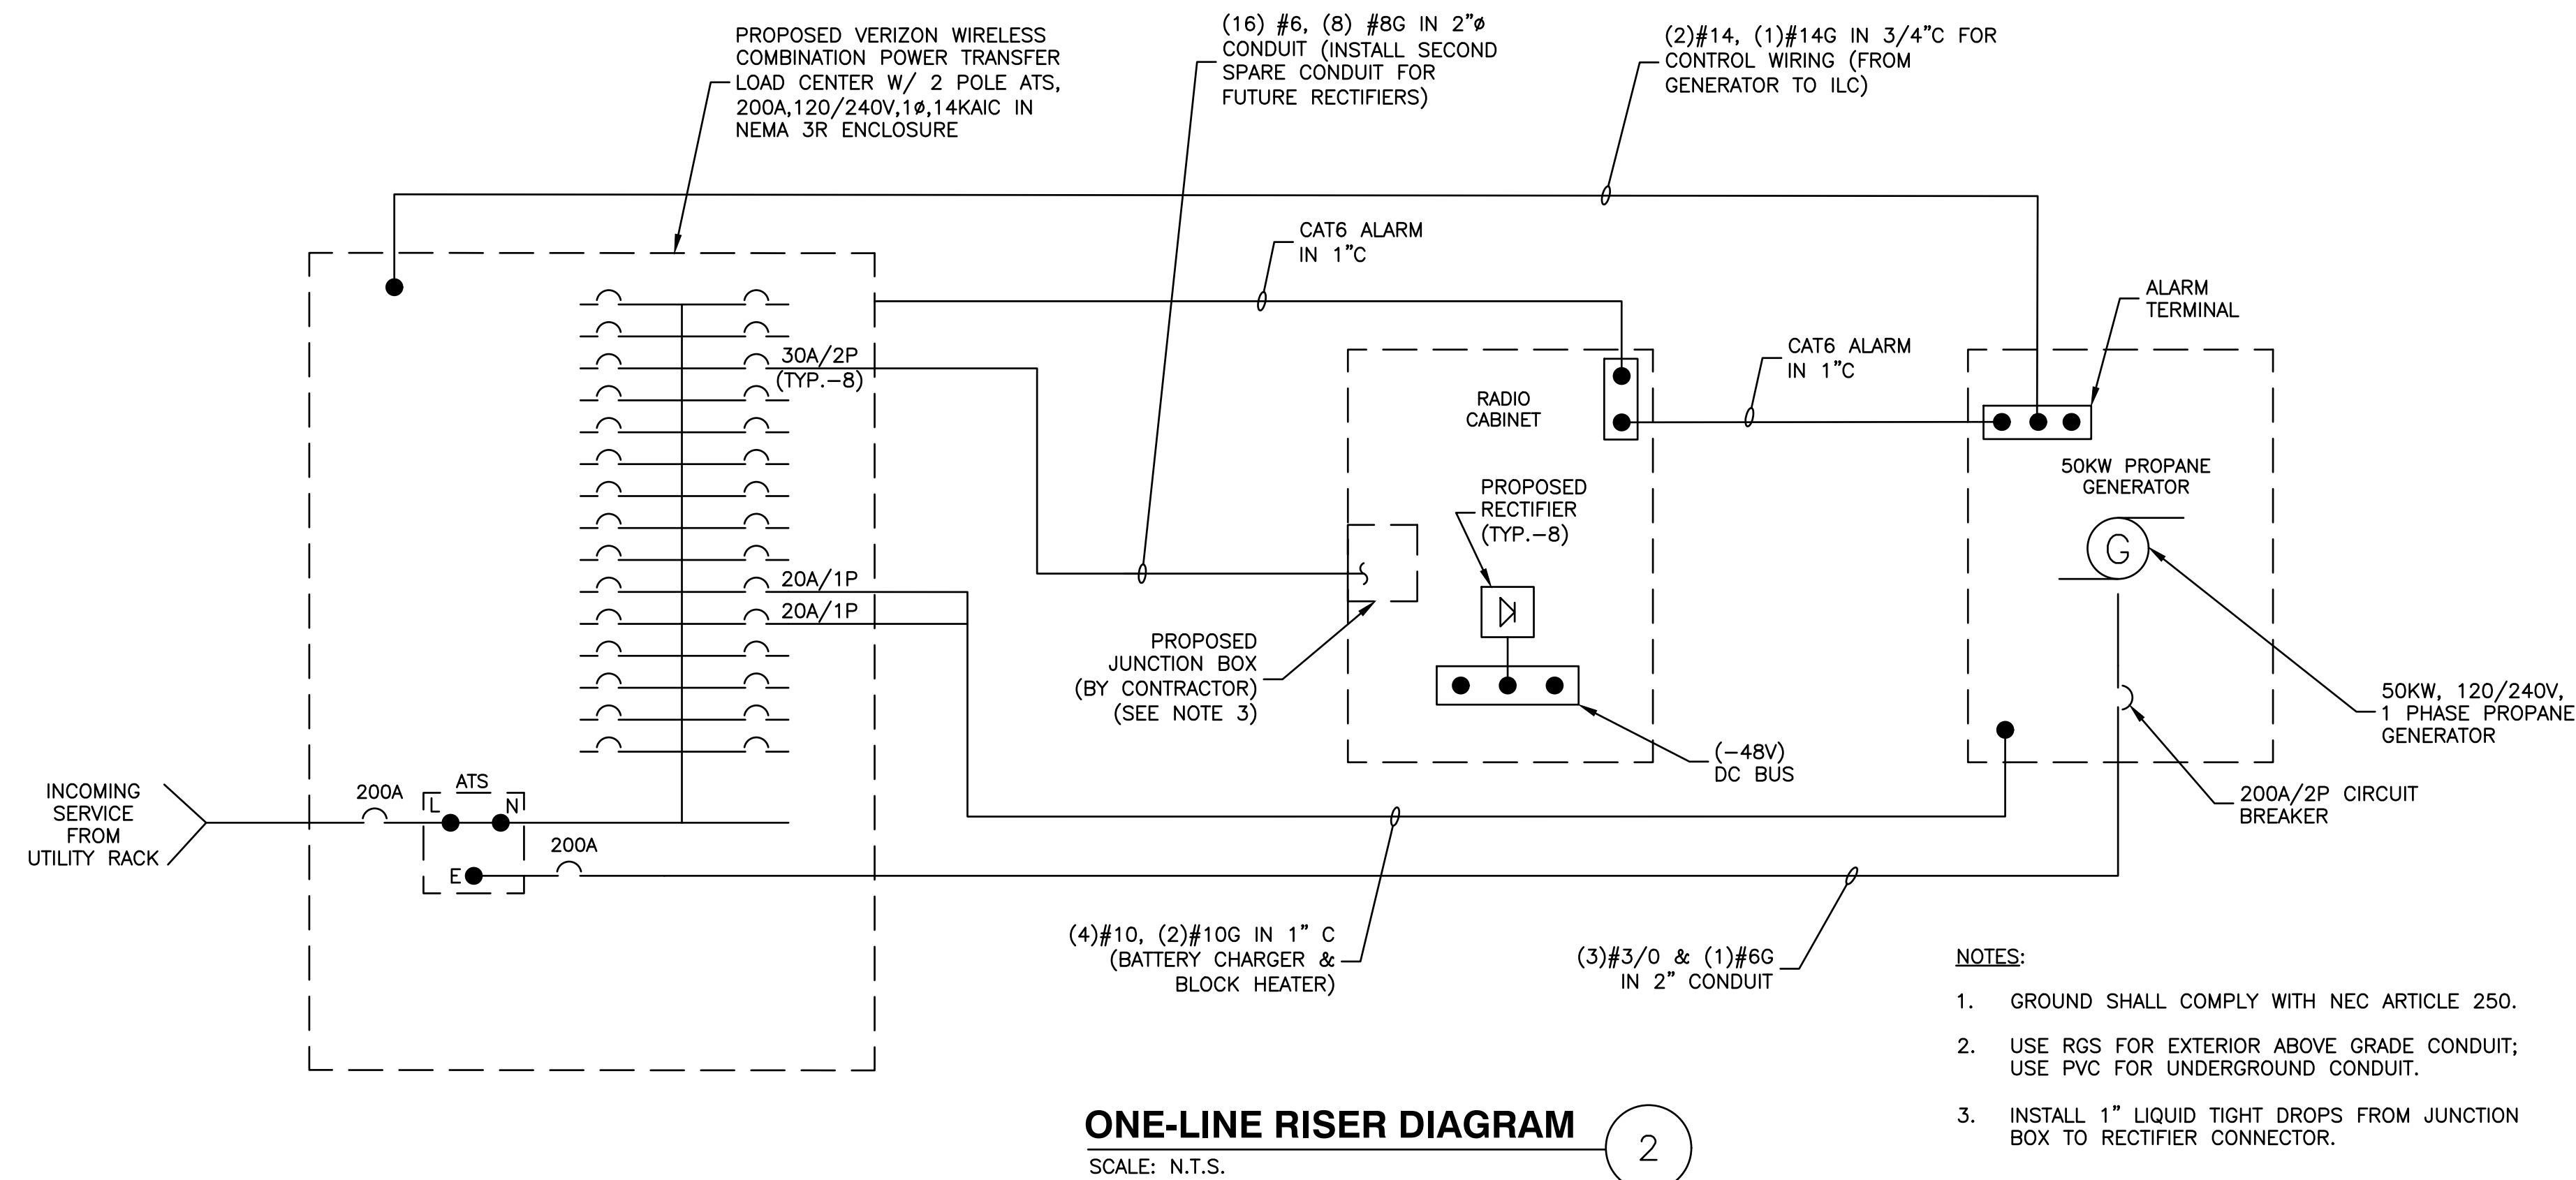 PROPOSED VERIZON WIRELESS
COMBINATION POWER TRANSFER
LOAD CENTER W/ 2 POLE ATS,
200A,120/240V,1ø,14KAIC IN
NEMA 3R ENCLOSURE
(16) #6, (8) #8G IN 2"ø
CONDUIT (INSTALL SECOND
SPARE CONDUIT FOR
FUTURE RECTIFIERS)
(2)#14, (1)#14G IN 3/4"C FOR
CONTROL WIRING (FROM
GENERATOR TO ILC)
CAT6 ALARM
IN 1"C
ALARM
TERMINAL
CAT6 ALARM
IN 1"C
30A/2P
(TYP.-8)
RADIO
CABINET
50KW PROPANE
GENERATOR
G
PROPOSED
RECTIFIER
(TYP.-8)
20A/1P
20A/1P
PROPOSED
JUNCTION BOX
(BY CONTRACTOR)
(SEE NOTE 3)
50KW, 120/240V,
1 PHASE PROPANE
GENERATOR
(-48V)
DC BUS
200A/2P CIRCUIT
BREAKER
INCOMING
SERVICE
FROM
UTILITY RACK
200A
ATS
L N
E
200A
(4)#10, (2)#10G IN 1" C
(BATTERY CHARGER &
BLOCK HEATER)
(3)#3/0 & (1)#6G
IN 2" CONDUIT
NOTES:
1. GROUND SHALL COMPLY WITH NEC ARTICLE 250.
2. USE RGS FOR EXTERIOR ABOVE GRADE CONDUIT;
USE PVC FOR UNDERGROUND CONDUIT.
3. INSTALL 1" LIQUID TIGHT DROPS FROM JUNCTION
BOX TO RECTIFIER CONNECTOR.
ONE-LINE RISER DIAGRAM
2
SCALE: N.T.S.